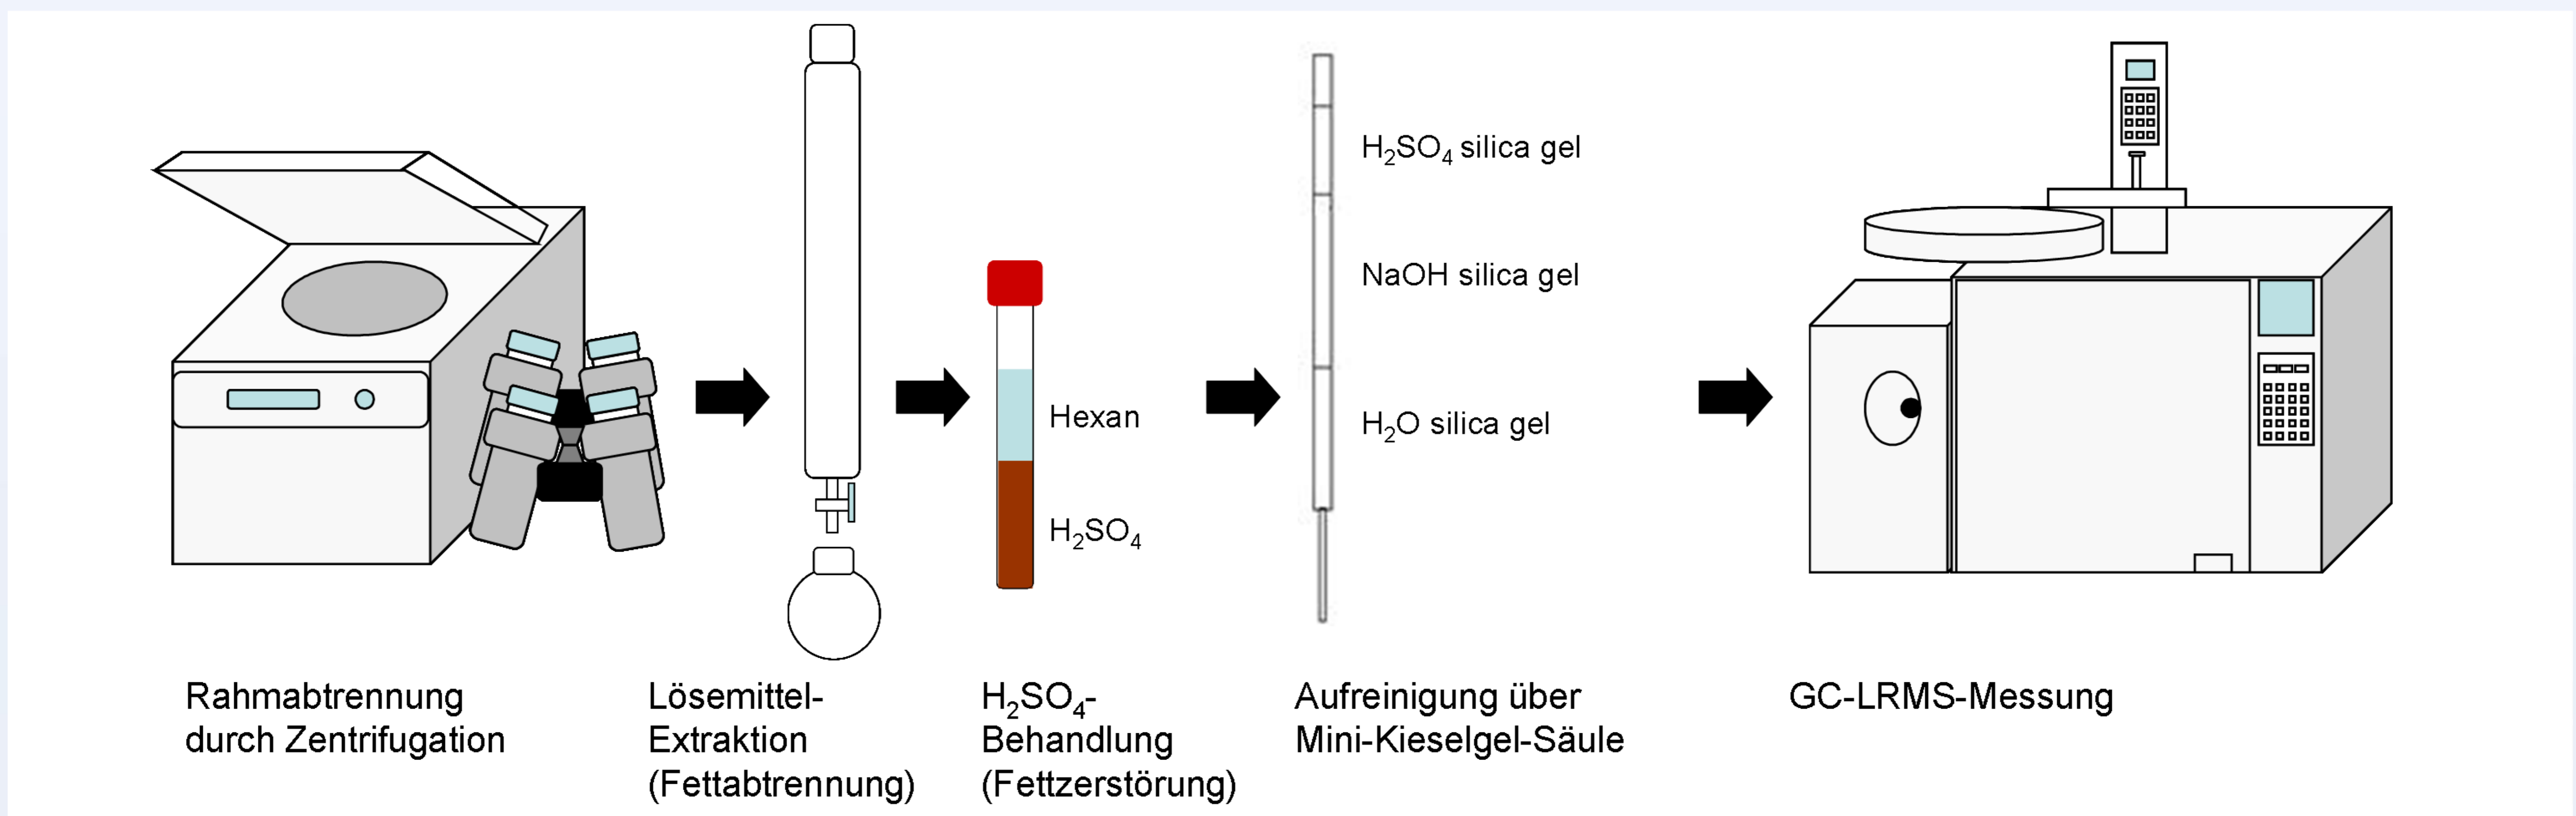 H₂SO₄ silica gel
NaOH silica gel
H₂O silica gel
Hexan
H₂SO₄
Rahmabtrennung
durch Zentrifugation
Lösemittel-
Extraktion
(Fettabtrennung)
H₂SO₄-
Behandlung
(Fettzerstörung)
Aufreinigung über
Mini-Kieselgel-Säule
GC-LRMS-Messung